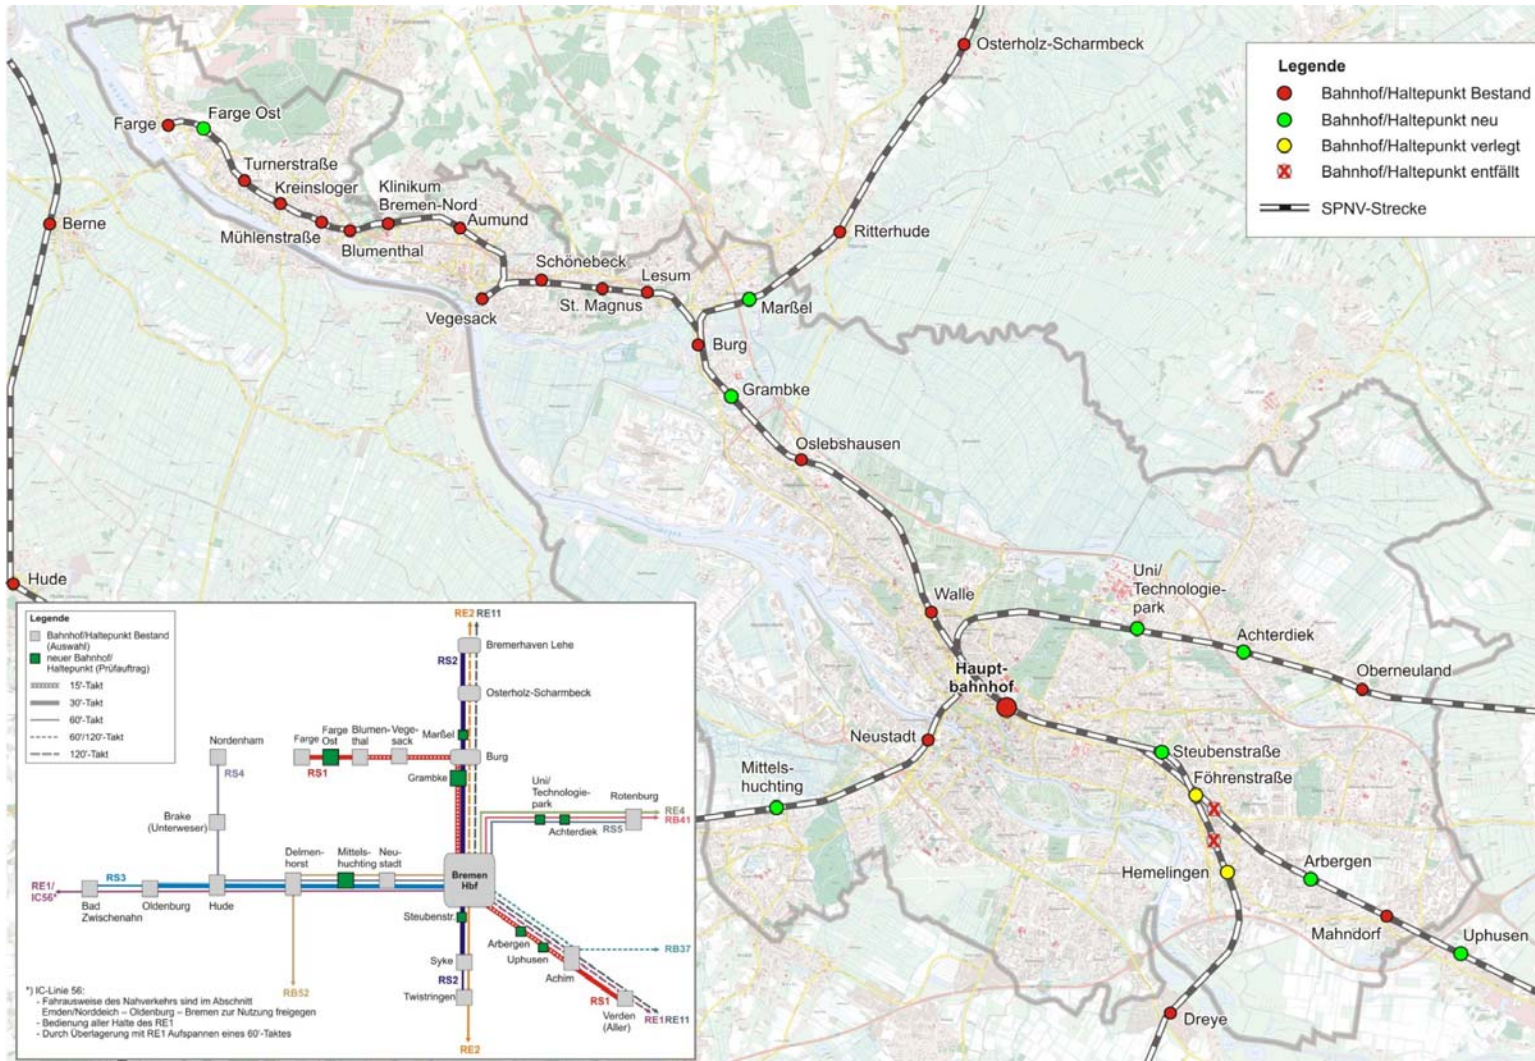 Osterholz-Scharmbeck
Legende
Bahnhof/Haltepunkt Bestand
Bahnhof/Haltepunkt neu
Bahnhof/Haltepunkt verlegt
Bahnhof/Haltepunkt entfällt
SPNV-Strecke
Farge Ost
Farge
Turnerstraße
Kreinsloger
Klinikum
Bremen-Nord
Aumund
Berne
Mühlenstraße
Blumenthal
Ritterhude
Schönebeck
Lesum
Vegesack
St. Magnus
Marßel
Burg
Grambke
Oslebshausen
Hude
Walle
Uni/
Technologie-
park
Achterdiek
Oberneuland
Haupt-
bahnhof
Neustadt
Steubenstraße
Mittels-
huchting
Föhrenstraße
Hemelingen
Arbergen
Mahndorf
Uphusen
Dreye
Legende
Bahnhof/Haltepunkt Bestand
(Auswahl)
neuer Bahnhof/
Haltepunkt (Prüfauftrag)
15'-Takt
30'-Takt
60'-Takt
60'/120'-Takt
120'-Takt
RE2 RE11
Bremerhaven Lehe
RS2
Osterholz-Scharmbeck
Marßel
Nordenham
Farge
Farge
Ost
Blumen-
thal
Vege-
sack
Burg
RS1
RS4
Grambke
Uni/
Technologie-
park
Rotenburg
RE4
RB41
Achterdiek
RS5
Brake
(Unterweser)
Delmen-
horst
Mittels-
huchting
Neu-
stadt
Bremen
Hbf
RS3
RE1/
IC56*
Bad
Zwischenahn
Oldenburg
Hude
Steubenstr.
Arbergen
Uphusen
RB37
Achim
Syke
RS2
RB52
Twistringen
RS1
Verden
(Aller)
RE1 RE11
RE2
*) IC-Linie 56:
- Fahrausweise des Nahverkehrs sind im Abschnitt
Emden/Norddeich – Oldenburg – Bremen zur Nutzung freigegen
- Bedienung aller Halte des RE1
- Durch Überlagerung mit RE1 Aufspannen eines 60'-Taktes